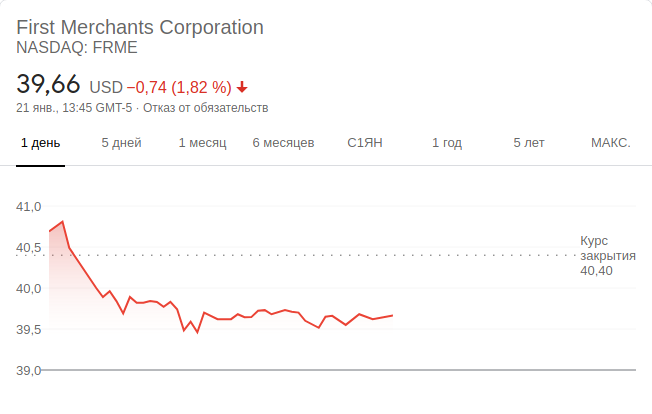 First Merchants Corporation
NASDAQ: FRME
39,66 USD −0,74 (1,82 %)
21 янв., 13:45 GMT-5 · Отказ от обязательств
1 день 5 дней 1 месяц 6 месяцев С1ЯН 1 год 5 лет МАКС.
41,0
40,5
40,0
39,5
39,0
Курс
закрытия
40,40